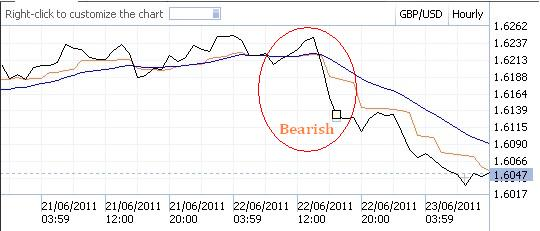 Right-click to customize the chart
GBP/USD Hourly
1.6262
1.6237
1.6213
1.6188
1.6164
1.6139
1.6115
1.6090
1.6066
1.6047
1.6017
Bearish
21/06/2011 21/06/2011 21/06/2011 22/06/2011 22/06/2011 22/06/2011 23/06/2011
03:59 12:00 20:00 03:59 12:00 20:00 03:59